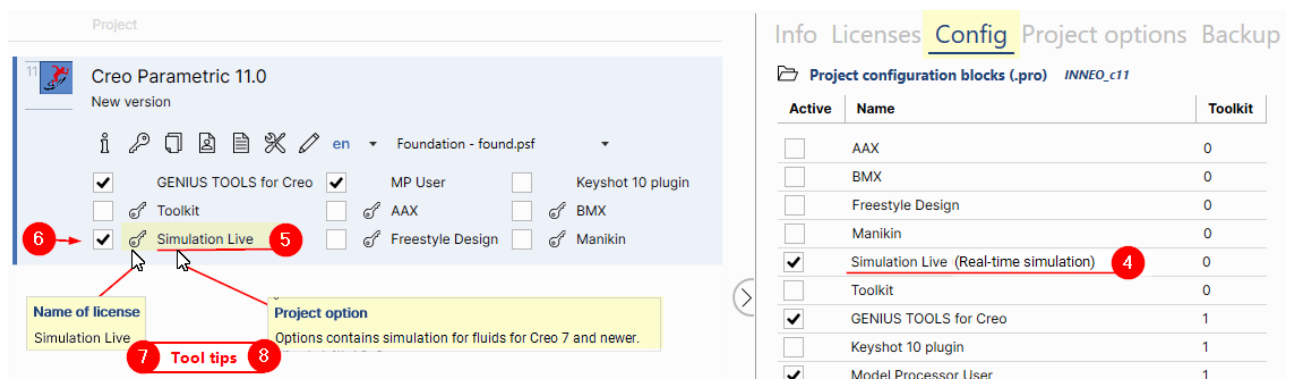 Project
11
Creo Parametric 11.0
New version
en Foundation - found.psf
GENIUS TOOLS for Creo MP User Keyshot 10 plugin
Toolkit AAX BMX
6 Simulation Live 5 Freestyle Design Manikin
Name of license
Simulation Live
Project option
Options contains simulation for fluids for Creo 7 and newer.
7 Tool tips 8
Info Licenses Config Project options Backup
Project configuration blocks (.pro) INNEO_c11
Active Name Toolkit
AAX 0
BMX 0
Freestyle Design 0
Manikin 0
Simulation Live (Real-time simulation) 4 0
Toolkit 0
GENIUS TOOLS for Creo 1
Keyshot 10 plugin 1
Model Processor User 1